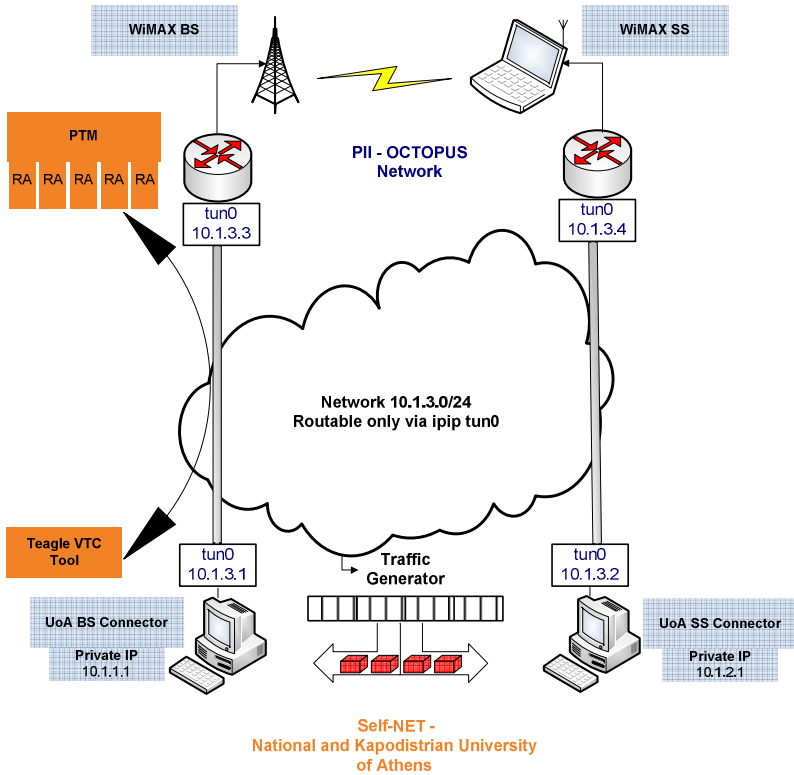 WiMAX BS
WiMAX SS
PTM
RA RA RA RA RA
PII - OCTOPUS
Network
tun0
10.1.3.3
tun0
10.1.3.4
Network 10.1.3.0/24
Routable only via ipip tun0
Teagle VTC
Tool
tun0
10.1.3.1
Traffic
Generator
tun0
10.1.3.2
UoA BS Connector
Private IP
10.1.1.1
UoA SS Connector
Private IP
10.1.2.1
Self-NET -
National and Kapodistrian University
of Athens